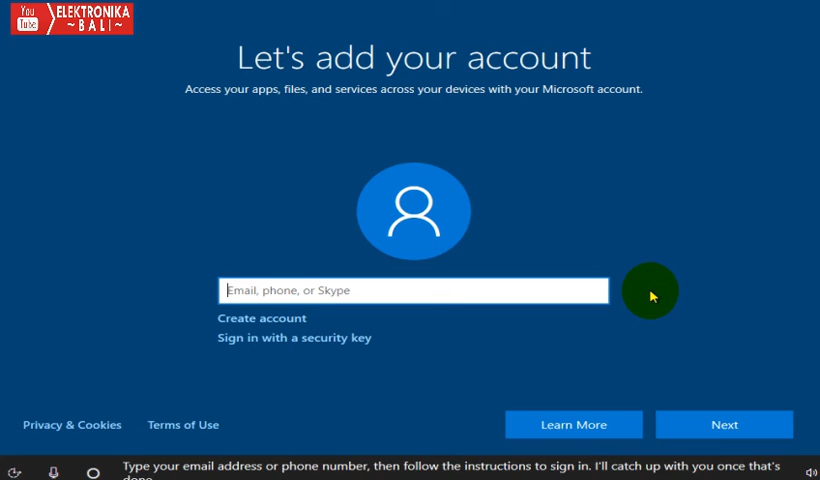 You
Tube
ELEKTRONIKA
~BALI~
Let's add your account
Access your apps, files, and services across your devices with your Microsoft account.
Email, phone, or Skype
Create account
Sign in with a security key
Privacy & Cookies
Terms of Use
Learn More
Next
Type your email address or phone number, then follow the instructions to sign in. I'll catch up with you once that's
done.